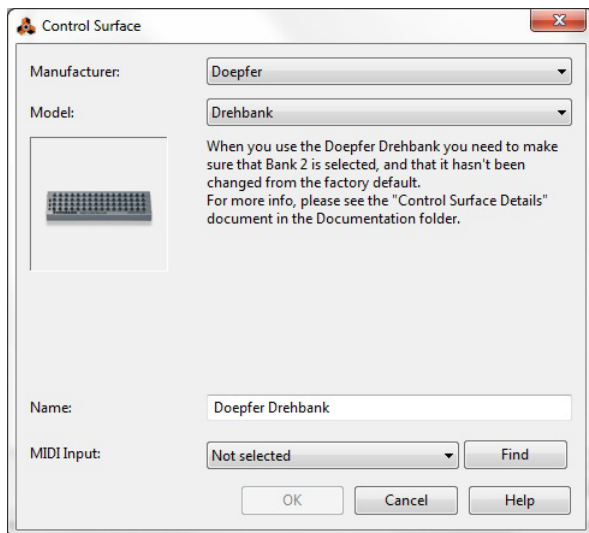 Control Surface
Manufacturer:
Doepfer
Model:
Drehbank
When you use the Doepfer Drehbank you need to make
sure that Bank 2 is selected, and that it hasn't been
changed from the factory default.
For more info, please see the "Control Surface Details"
document in the Documentation folder.
Name:
Doepfer Drehbank
MIDI Input:
Not selected
Find
OK
Cancel
Help